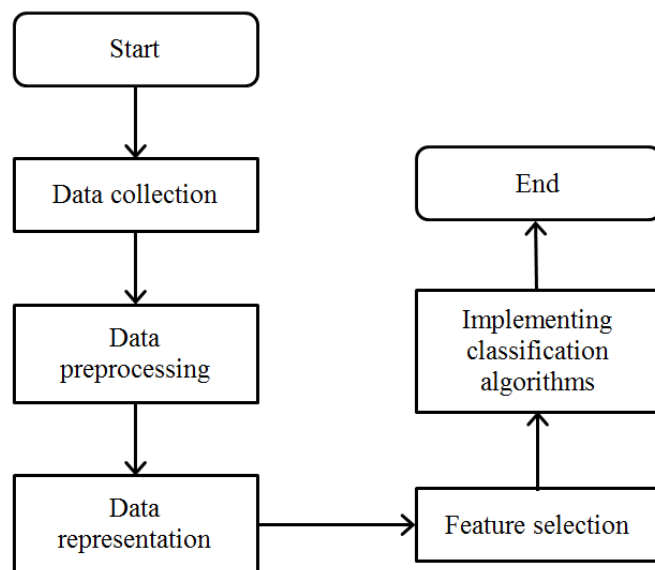 Start
Data collection
Data
preprocessing
Data
representation
Feature selection
Implementing
classification
algorithms
End